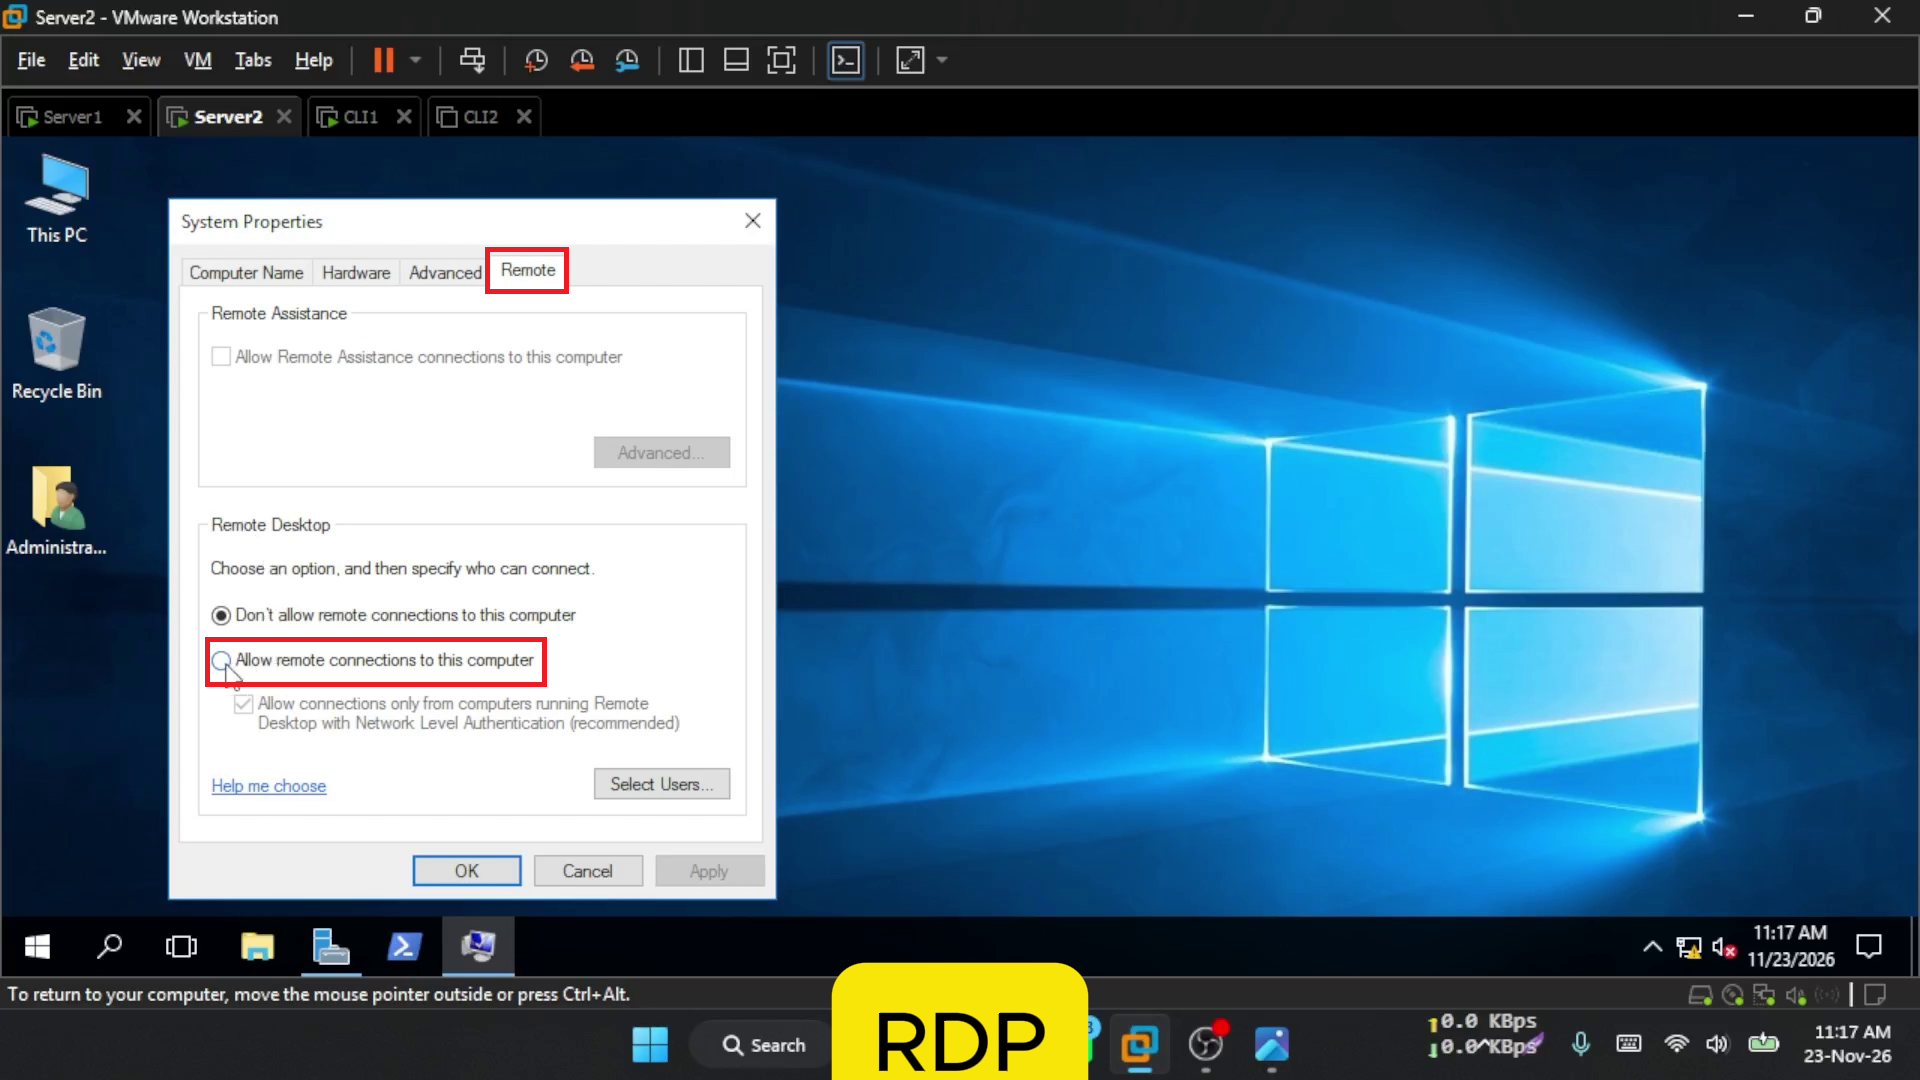 Server2 - VMware Workstation
File Edit View VM Tabs Help
Server1 Server2 CLI1 CLI2
This PC
Recycle Bin
Administra...
System Properties
Computer Name Hardware Advanced Remote
Remote Assistance
Allow Remote Assistance connections to this computer
Advanced...
Remote Desktop
Choose an option, and then specify who can connect.
Don't allow remote connections to this computer
Allow remote connections to this computer
Allow connections only from computers running Remote
Desktop with Network Level Authentication (recommended)
Help me choose
Select Users...
OK Cancel Apply
11:17 AM
11/23/2026
To return to your computer, move the mouse pointer outside or press Ctrl+Alt.
Search
RDP
0.0 KBps
0.0 KBps
11:17 AM
23-Nov-26